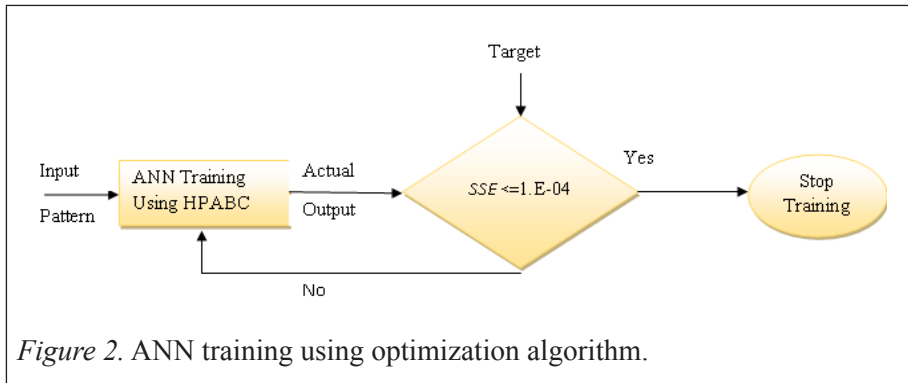 Target
Input
Pattern
ANN Training
Using HPABC
Actual
Output
SSE <=1.E-04
Yes
Stop
Training
No
Figure 2. ANN training using optimization algorithm.